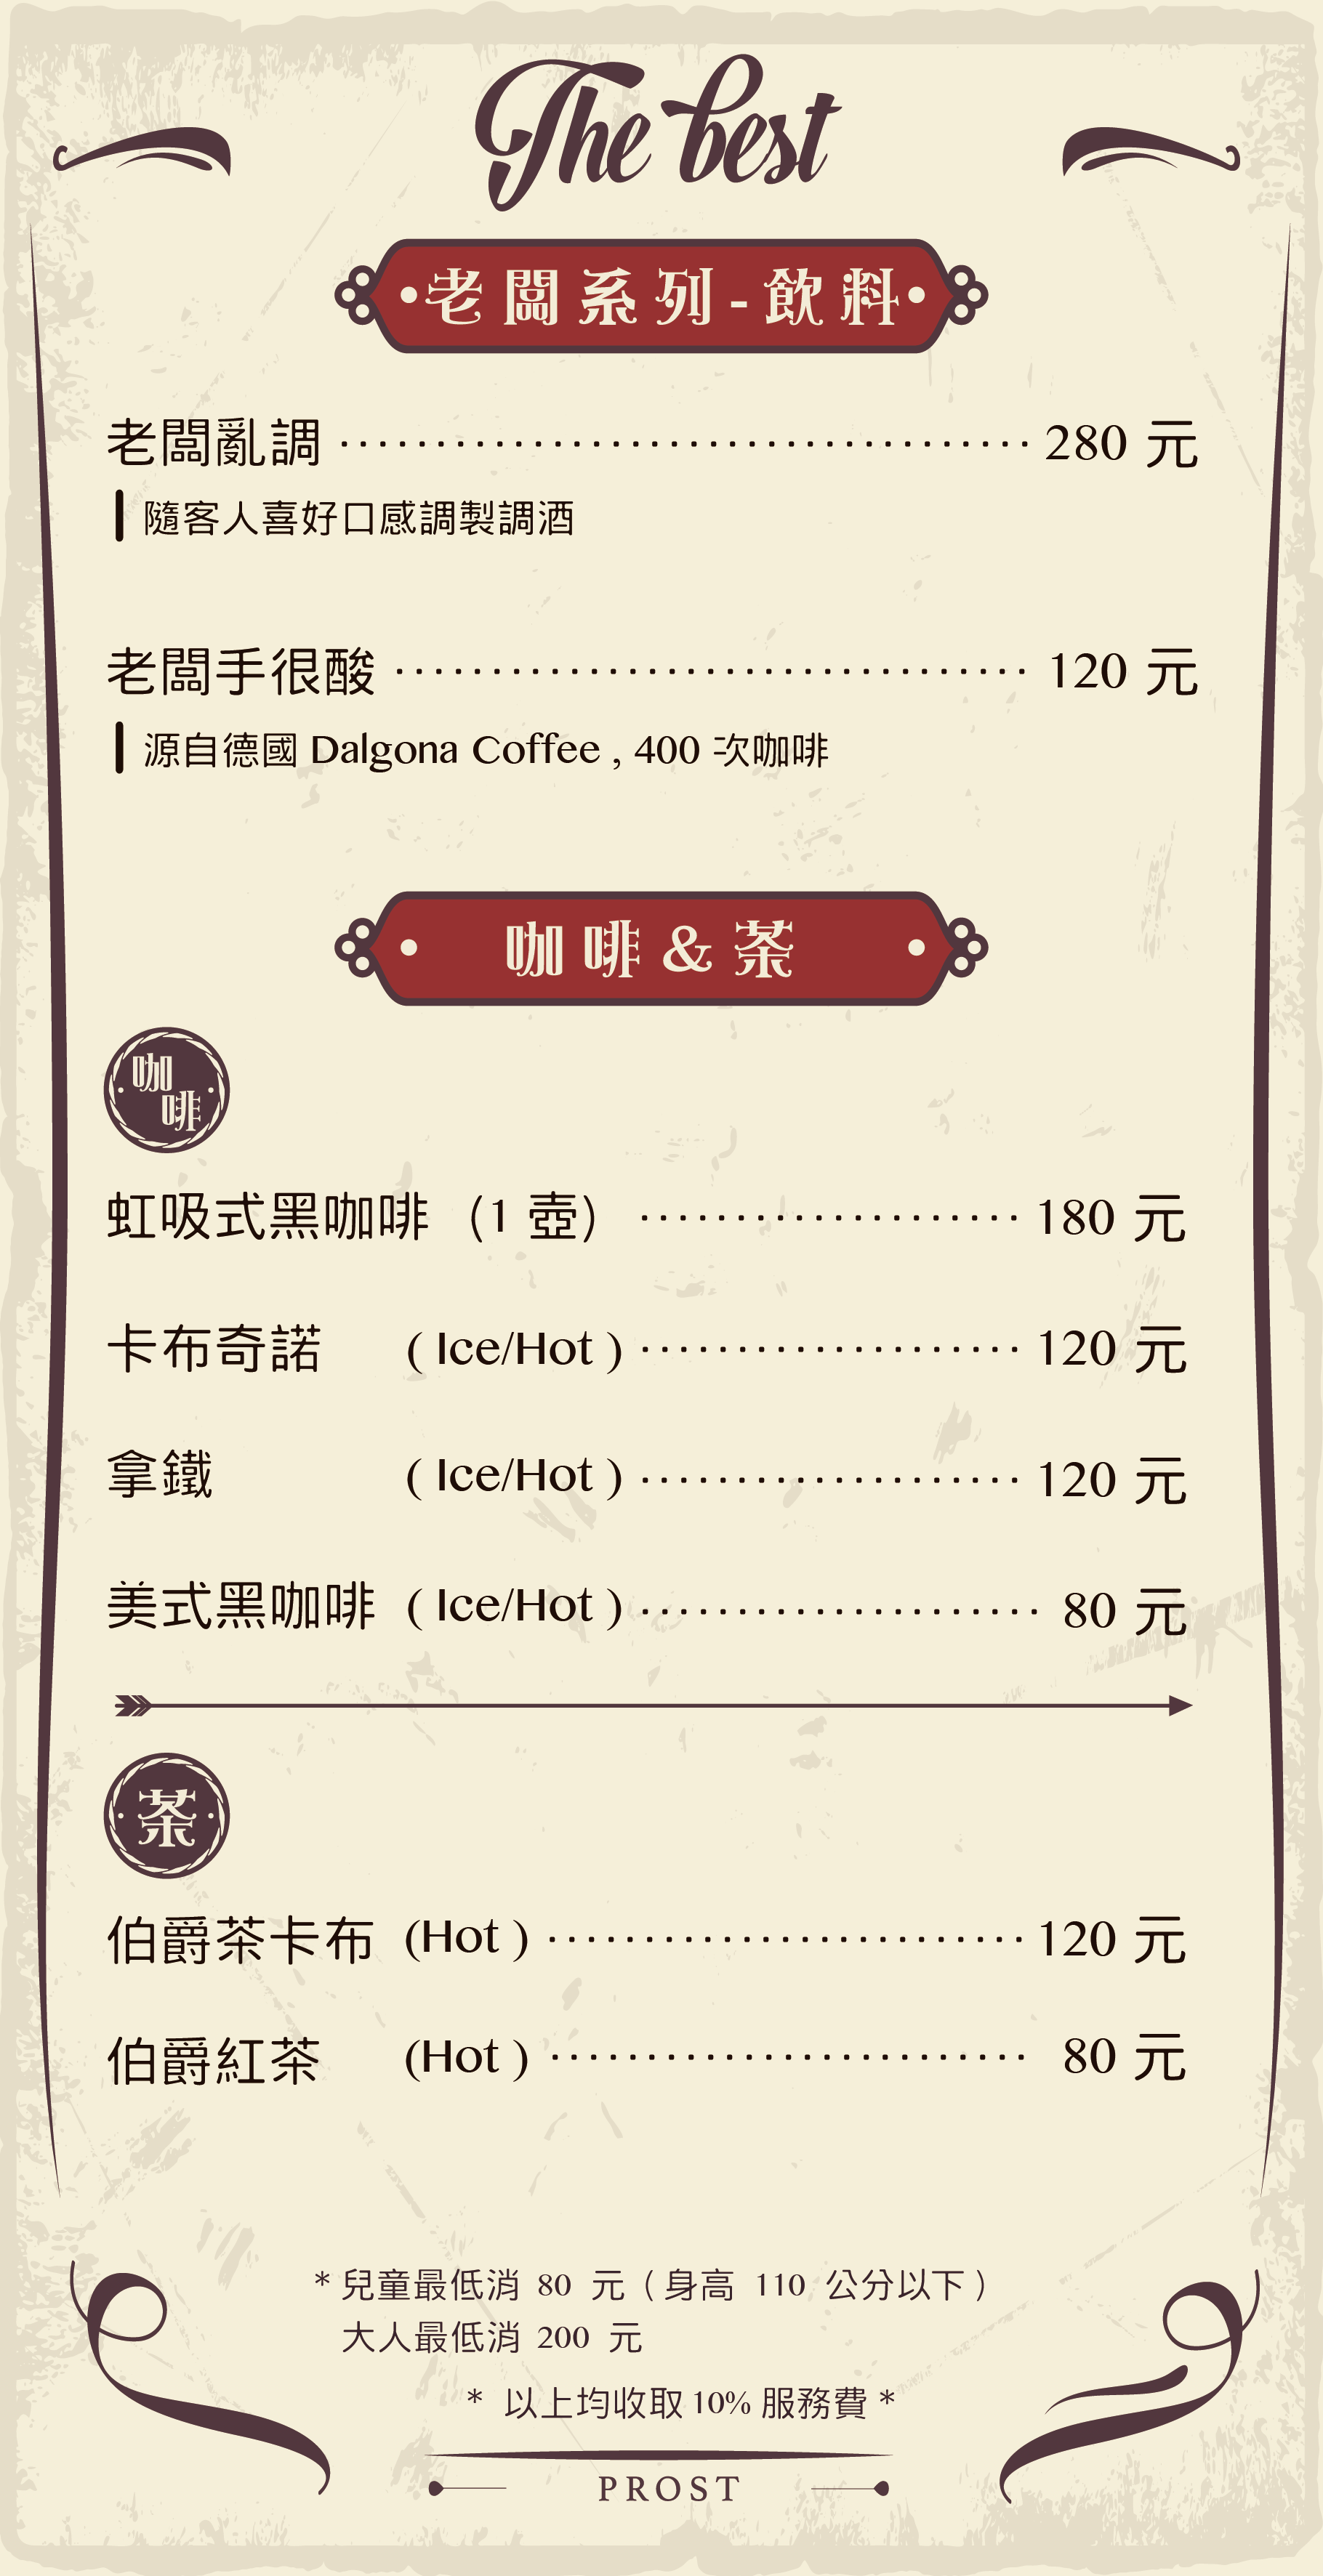 The best
老闆系列-飲料
老闆亂調 ................................... 280 元
隨客人喜好口感調製調酒
老闆手很酸 ................................. 120 元
源自德國 Dalgona Coffee , 400 次咖啡
咖啡&茶
咖
啡
虹吸式黑咖啡 (1 壺) .................... 180 元
卡布奇諾 ( Ice/Hot ) .................... 120 元
拿鐵 ( Ice/Hot ) .................... 120 元
美式黑咖啡 ( Ice/Hot ) ..................... 80 元
茶
伯爵茶卡布 (Hot ) ......................... 120 元
伯爵紅茶 (Hot ) ......................... 80 元
* 兒童最低消 80 元 ( 身高 110 公分以下 )
大人最低消 200 元
* 以上均收取 10% 服務費 *
PROST